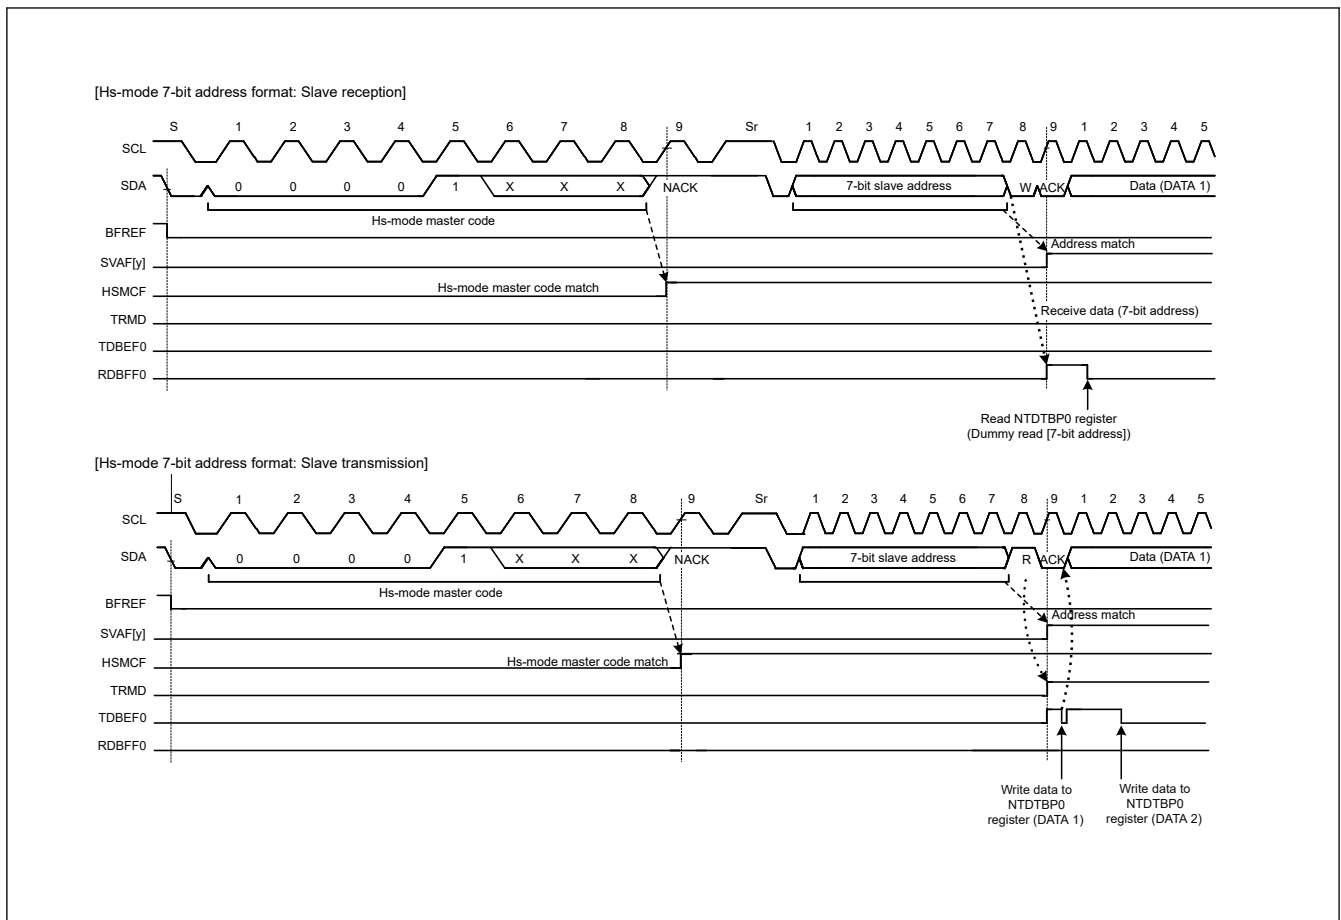 [Hs-mode 7-bit address format: Slave reception]
S 1 2 3 4 5 6 7 8 9 Sr 1 2 3 4 5 6 7 8 9 1 2 3 4 5
SCL
SDA 0 0 0 0 1 X X X NACK 7-bit slave address W ACK Data (DATA 1)
Hs-mode master code
BFREF
Address match
SVAF[y]
HSMCF Hs-mode master code match
Receive data (7-bit address)
TRMD
TDBEF0
RDBFF0
Read NTDTBP0 register
(Dummy read [7-bit address])
[Hs-mode 7-bit address format: Slave transmission]
S 1 2 3 4 5 6 7 8 9 Sr 1 2 3 4 5 6 7 8 9 1 2 3 4 5
SCL
SDA 0 0 0 0 1 X X X NACK 7-bit slave address R ACK Data (DATA 1)
Hs-mode master code
BFREF
Address match
SVAF[y]
HSMCF Hs-mode master code match
TRMD
TDBEF0
RDBFF0
Write data to
NTDTBP0
register (DATA 1)
Write data to
NTDTBP0
register (DATA 2)